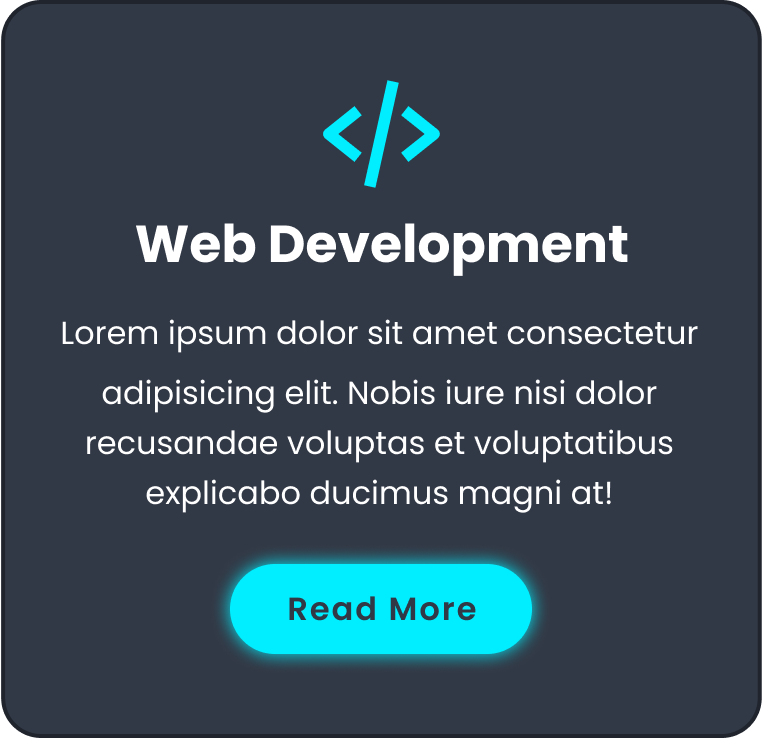 </>
Web Development
Lorem ipsum dolor sit amet consectetur
adipisicing elit. Nobis iure nisi dolor
recusandae voluptas et voluptatibus
explicabo ducimus magni at!
Read More